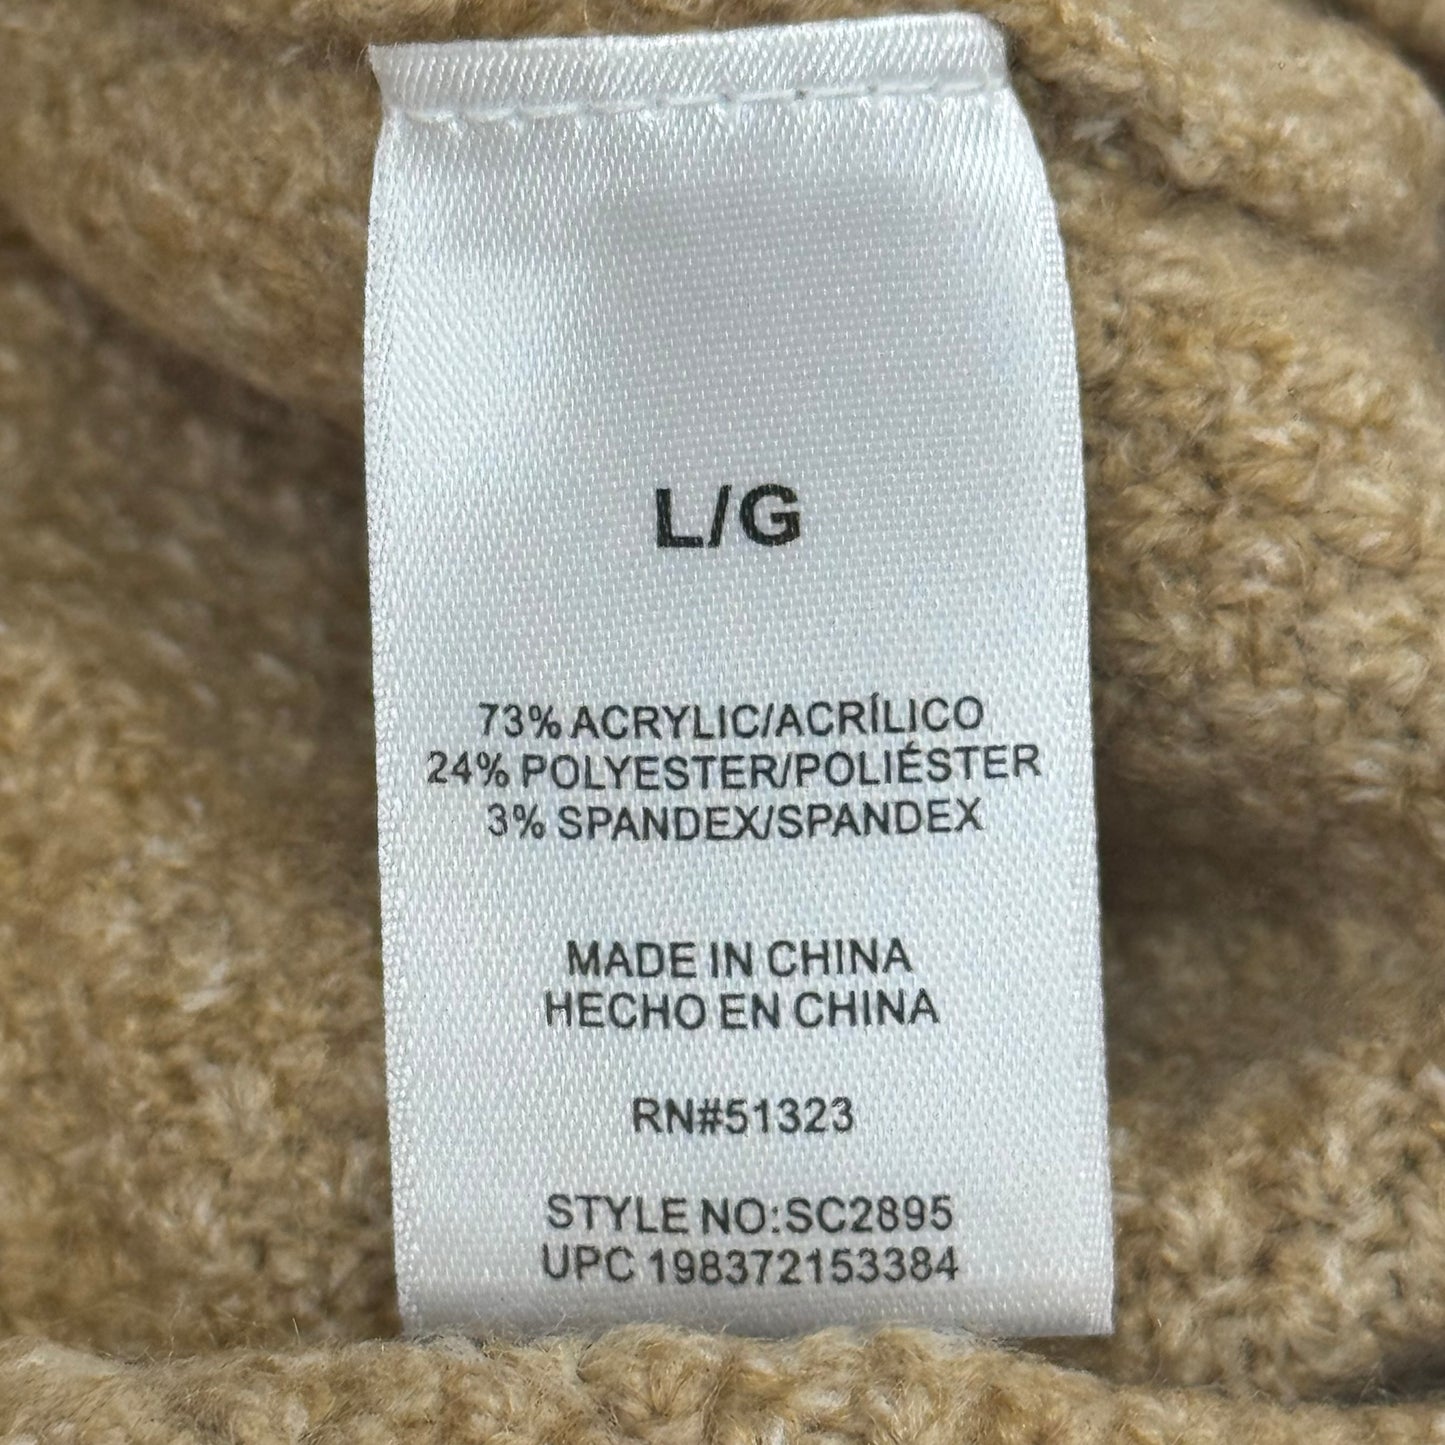 L/G
73% ACRYLIC/ACRÍLICO
24% POLYESTER/POLIÉSTER
3% SPANDEX/SPANDEX
MADE IN CHINA
HECHO EN CHINA
RN#51323
STYLE NO:SC2895
UPC 198372153384